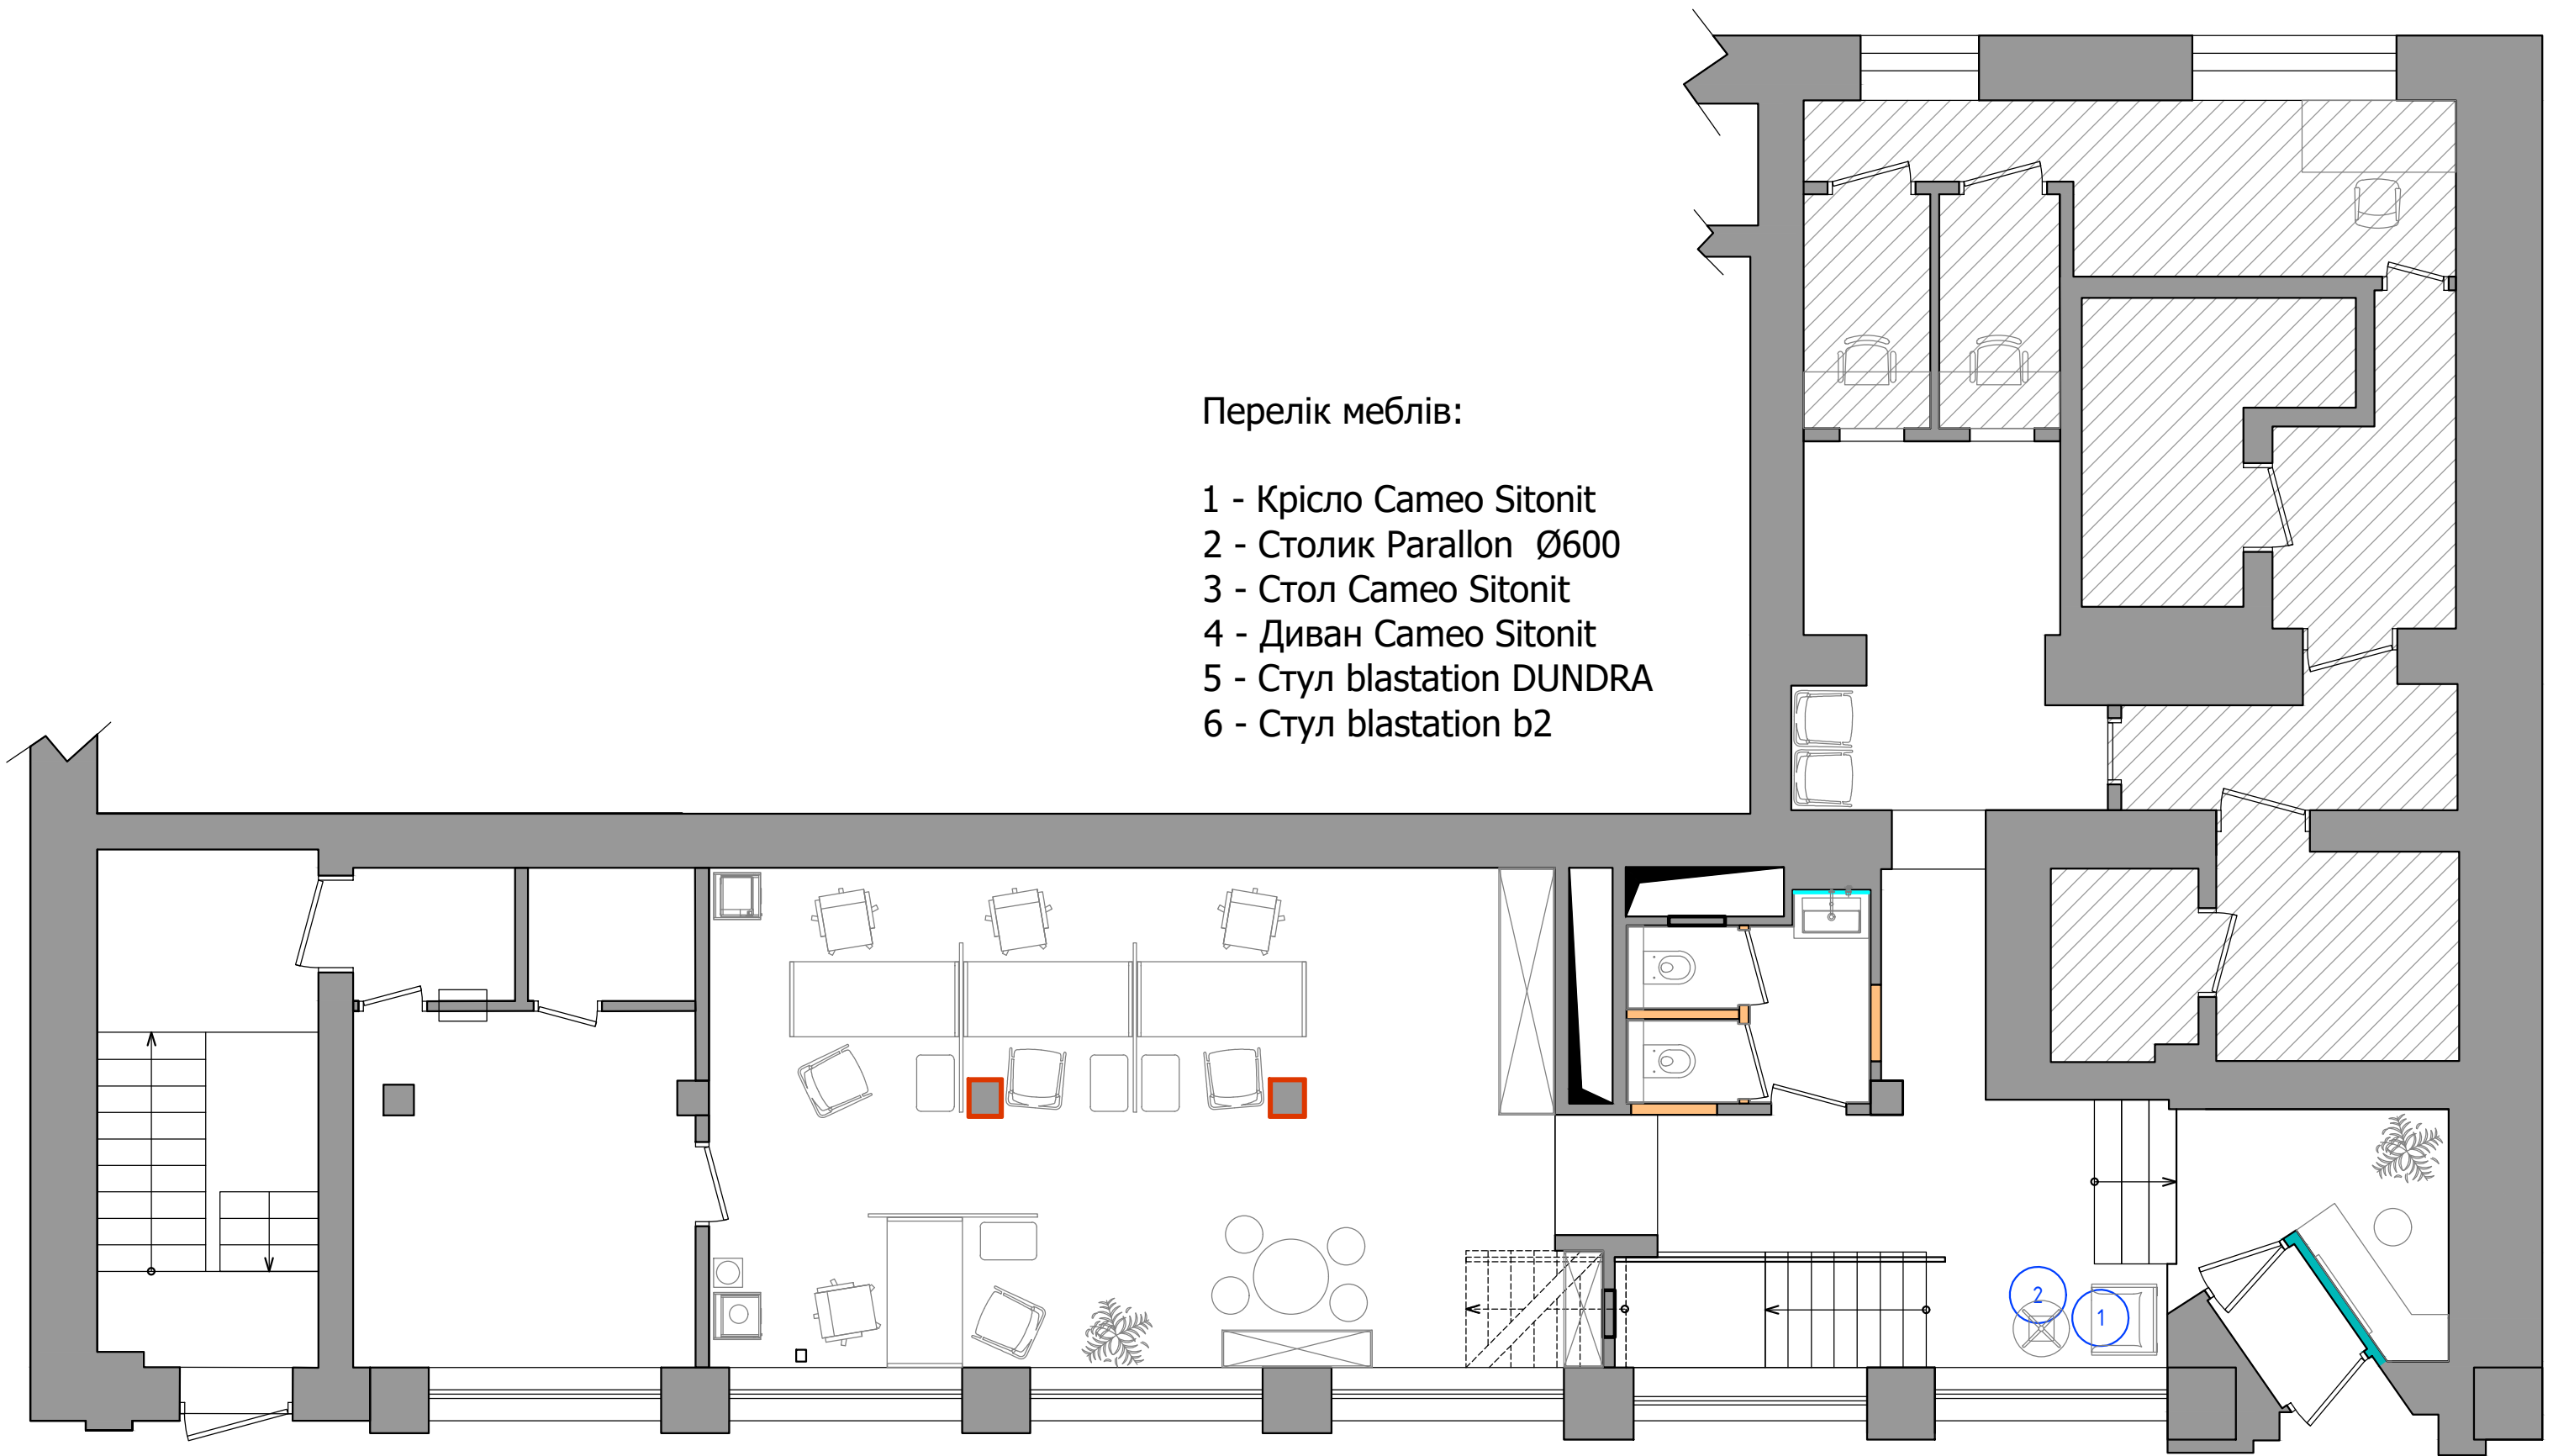 Перелік меблів:
1 - Крісло Cameo Sitonit
2 - Столик Parallon Ø600
3 - Стол Cameo Sitonit
4 - Диван Cameo Sitonit
5 - Стул blastation DUNDRA
6 - Стул blastation b2
2
1